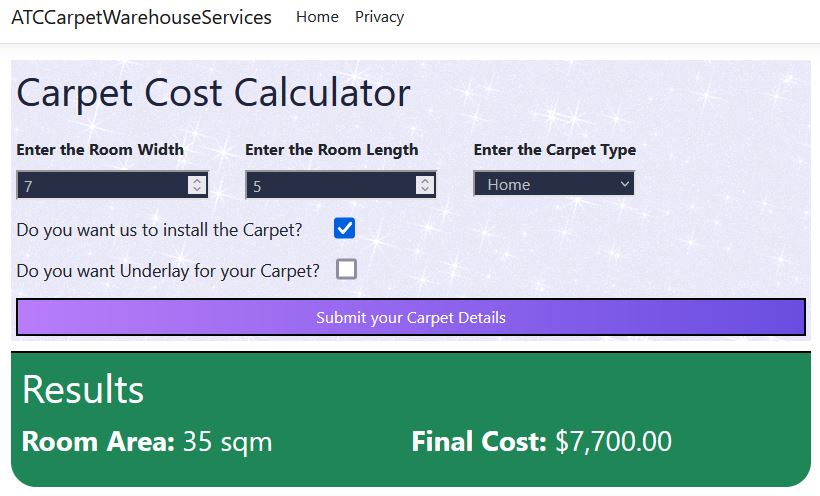 ATCCarpetWarehouseServices Home Privacy
Carpet Cost Calculator
Enter the Room Width Enter the Room Length Enter the Carpet Type
7 5 Home
Do you want us to install the Carpet?
Do you want Underlay for your Carpet?
Submit your Carpet Details
Results
Room Area: 35 sqm Final Cost: $7,700.00